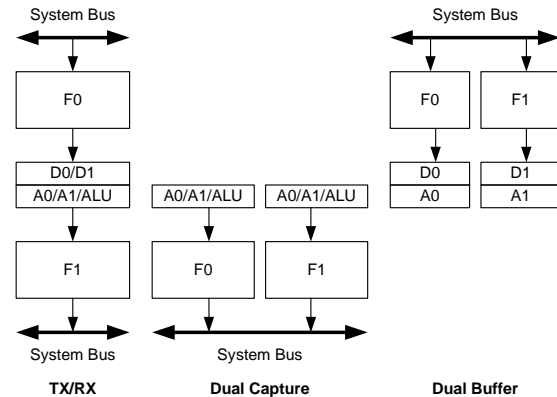 System Bus
F0
D0/D1
A0/A1/ALU
F1
System Bus
TX/RX
A0/A1/ALU
A0/A1/ALU
F0
F1
System Bus
Dual Capture
System Bus
F0
F1
D0
D1
A0
A1
Dual Buffer